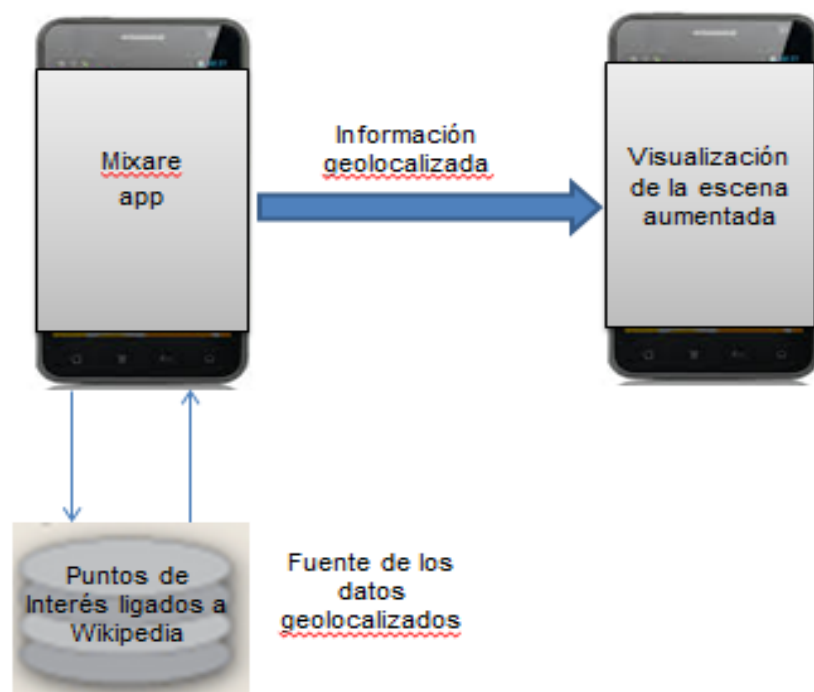 Mixare
app
Información
geolocalizada
Visualización
de la escena
aumentada
Puntos de
Interés ligados a
Wikipedia
Fuente de los
datos
geolocalizados